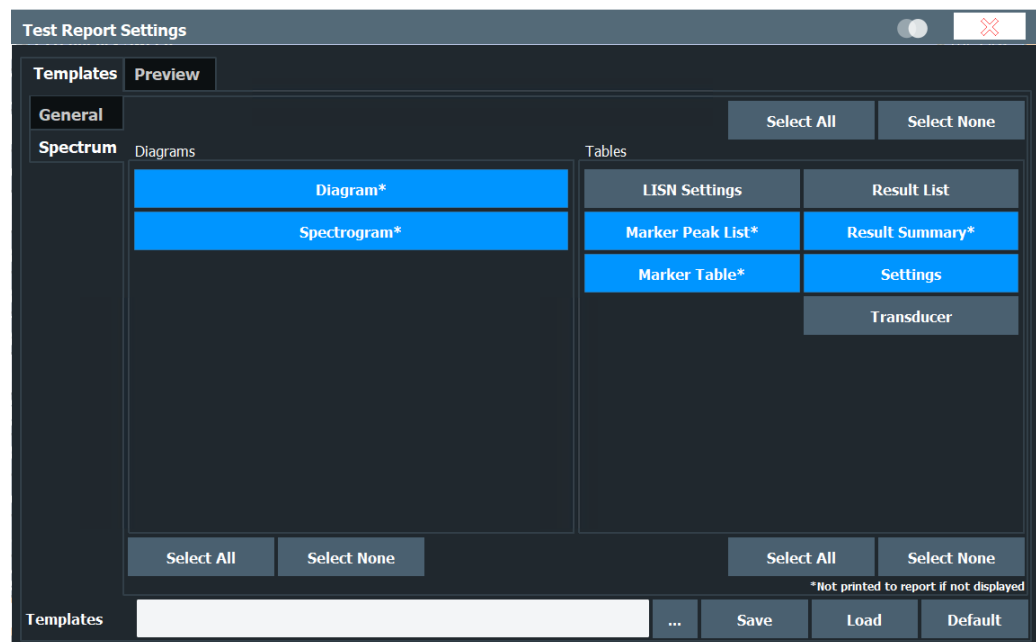 Test Report Settings
Templates Preview
General
Select All Select None
Spectrum
Diagrams Tables
Diagram* LISN Settings Result List
Spectrogram* Marker Peak List* Result Summary*
Marker Table* Settings
Transducer
Select All Select None Select All Select None
*Not printed to report if not displayed
Templates ... Save Load Default